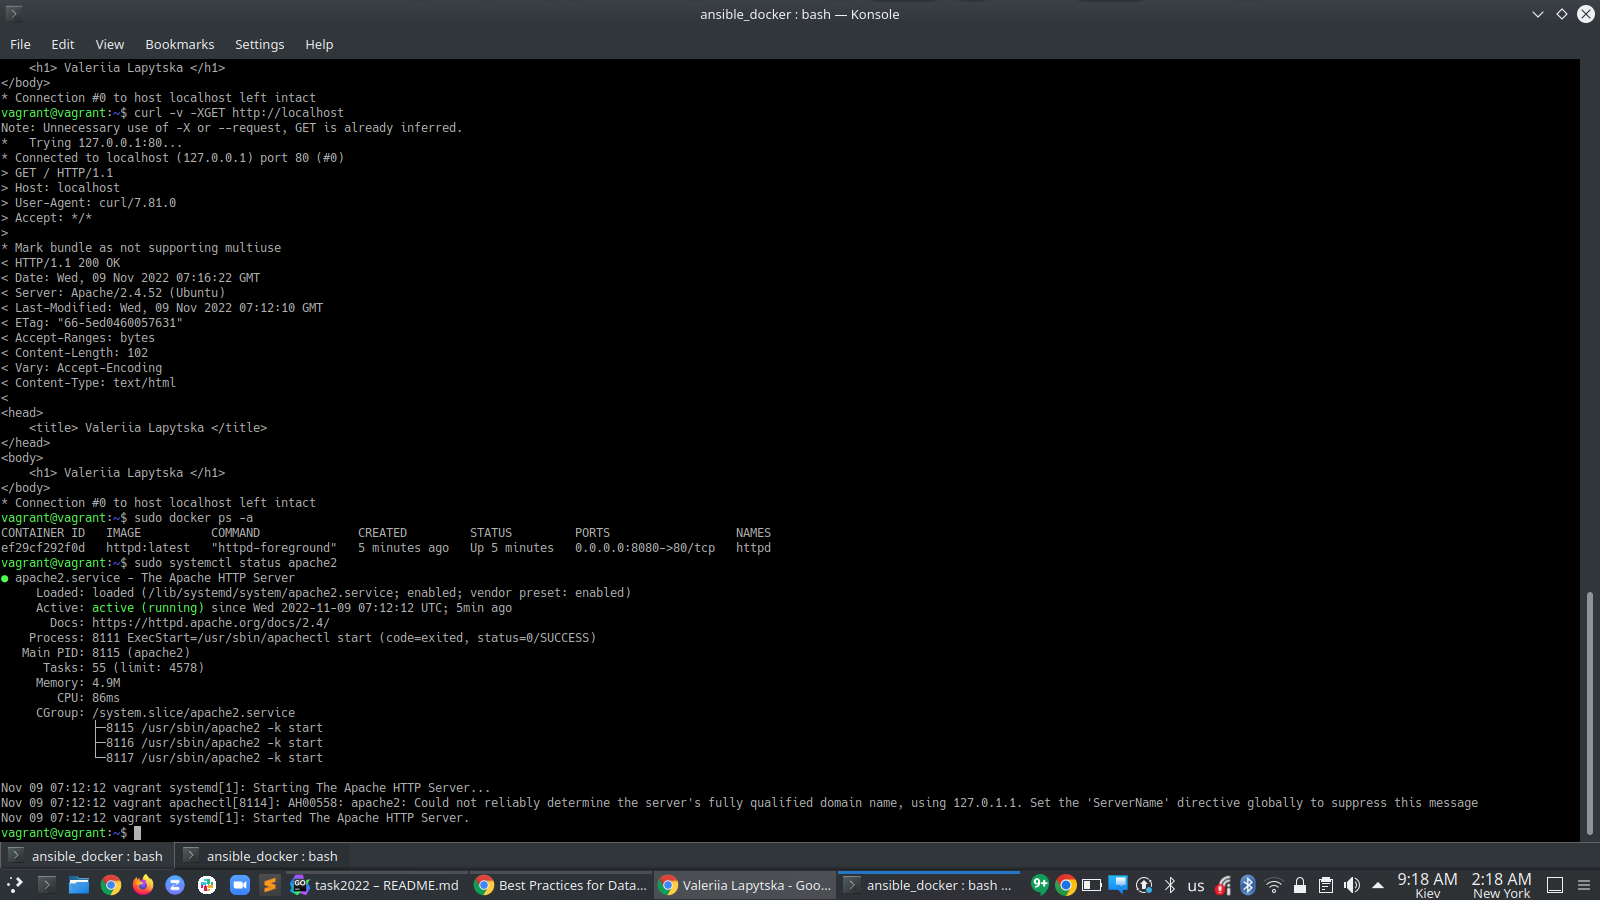 ansible_docker : bash — Konsole
File Edit View Bookmarks Settings Help
    <h1> Valeriia Lapytska </h1>
</body>
* Connection #0 to host localhost left intact
vagrant@vagrant:~$ curl -v -XGET http://localhost
Note: Unnecessary use of -X or --request, GET is already inferred.
*   Trying 127.0.0.1:80...
* Connected to localhost (127.0.0.1) port 80 (#0)
> GET / HTTP/1.1
> Host: localhost
> User-Agent: curl/7.81.0
> Accept: */*
>
* Mark bundle as not supporting multiuse
< HTTP/1.1 200 OK
< Date: Wed, 09 Nov 2022 07:16:22 GMT
< Server: Apache/2.4.52 (Ubuntu)
< Last-Modified: Wed, 09 Nov 2022 07:12:10 GMT
< ETag: "66-5ed0460057631"
< Accept-Ranges: bytes
< Content-Length: 102
< Vary: Accept-Encoding
< Content-Type: text/html
<
<head>
    <title> Valeriia Lapytska </title>
</head>
<body>
    <h1> Valeriia Lapytska </h1>
</body>
* Connection #0 to host localhost left intact
vagrant@vagrant:~$ sudo docker ps -a
CONTAINER ID   IMAGE          COMMAND              CREATED         STATUS         PORTS                  NAMES
ef29cf292f0d   httpd:latest   "httpd-foreground"   5 minutes ago   Up 5 minutes   0.0.0.0:8080->80/tcp   httpd
vagrant@vagrant:~$ sudo systemctl status apache2
● apache2.service - The Apache HTTP Server
     Loaded: loaded (/lib/systemd/system/apache2.service; enabled; vendor preset: enabled)
     Active: active (running) since Wed 2022-11-09 07:12:12 UTC; 5min ago
       Docs: https://httpd.apache.org/docs/2.4/
    Process: 8111 ExecStart=/usr/sbin/apachectl start (code=exited, status=0/SUCCESS)
   Main PID: 8115 (apache2)
      Tasks: 55 (limit: 4578)
     Memory: 4.9M
        CPU: 86ms
     CGroup: /system.slice/apache2.service
             ├─8115 /usr/sbin/apache2 -k start
             ├─8116 /usr/sbin/apache2 -k start
             └─8117 /usr/sbin/apache2 -k start
Nov 09 07:12:12 vagrant systemd[1]: Starting The Apache HTTP Server...
Nov 09 07:12:12 vagrant apachectl[8114]: AH00558: apache2: Could not reliably determine the server's fully qualified domain name, using 127.0.1.1. Set the 'ServerName' directive globally to suppress this message
Nov 09 07:12:12 vagrant systemd[1]: Started The Apache HTTP Server.
vagrant@vagrant:~$
ansible_docker : bash ansible_docker : bash
task2022 – README.md Best Practices for Data... Valeriia Lapytska - Goo... ansible_docker : bash ... 9+ us 9:18 AM 2:18 AM
Kiev New York